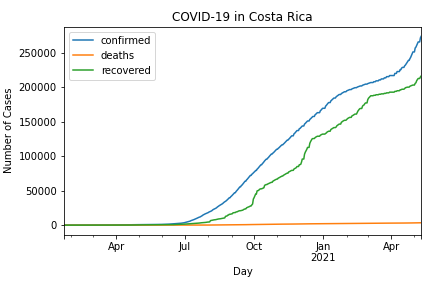 COVID-19 in Costa Rica
confirmed
deaths
recovered
Number of Cases
250000
200000
150000
100000
50000
0
Apr
Jul
Oct
Jan
2021
Apr
Day